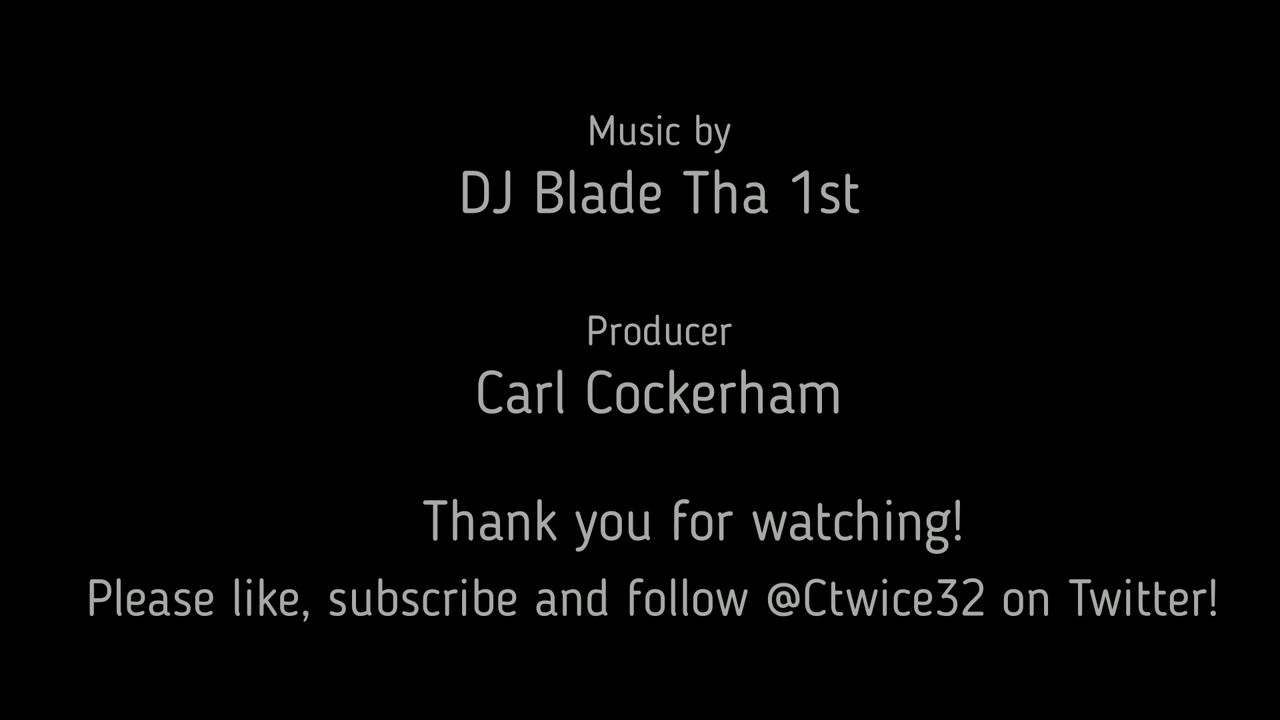 Music by
DJ Blade Tha 1st
Producer
Carl Cockerham
Thank you for watching!
Please like, subscribe and follow @Ctwice32 on Twitter!